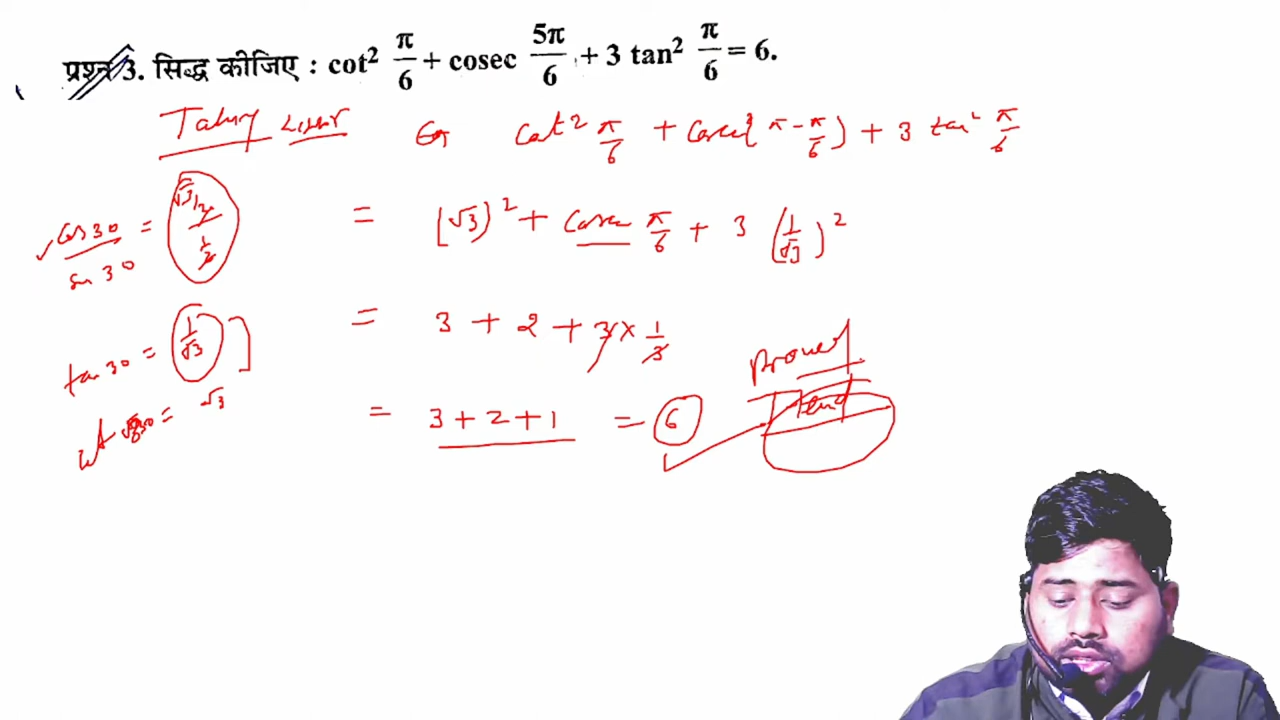 प्रश्न 3. सिद्ध कीजिए : cot² π/6 + cosec 5π/6 + 3 tan² π/6 = 6.
Taking cot² π/6 + cosec(π - π/6) + 3 tan² π/6
cos 30 / sin 30 = √3/2 / 1/2
= (√3)² + cosec π/6 + 3 (1/√3)²
= 3 + 2 + 3 × 1/3
tan 30 = 1/√3
= √3
= 3 + 2 + 1 = 6
Proved